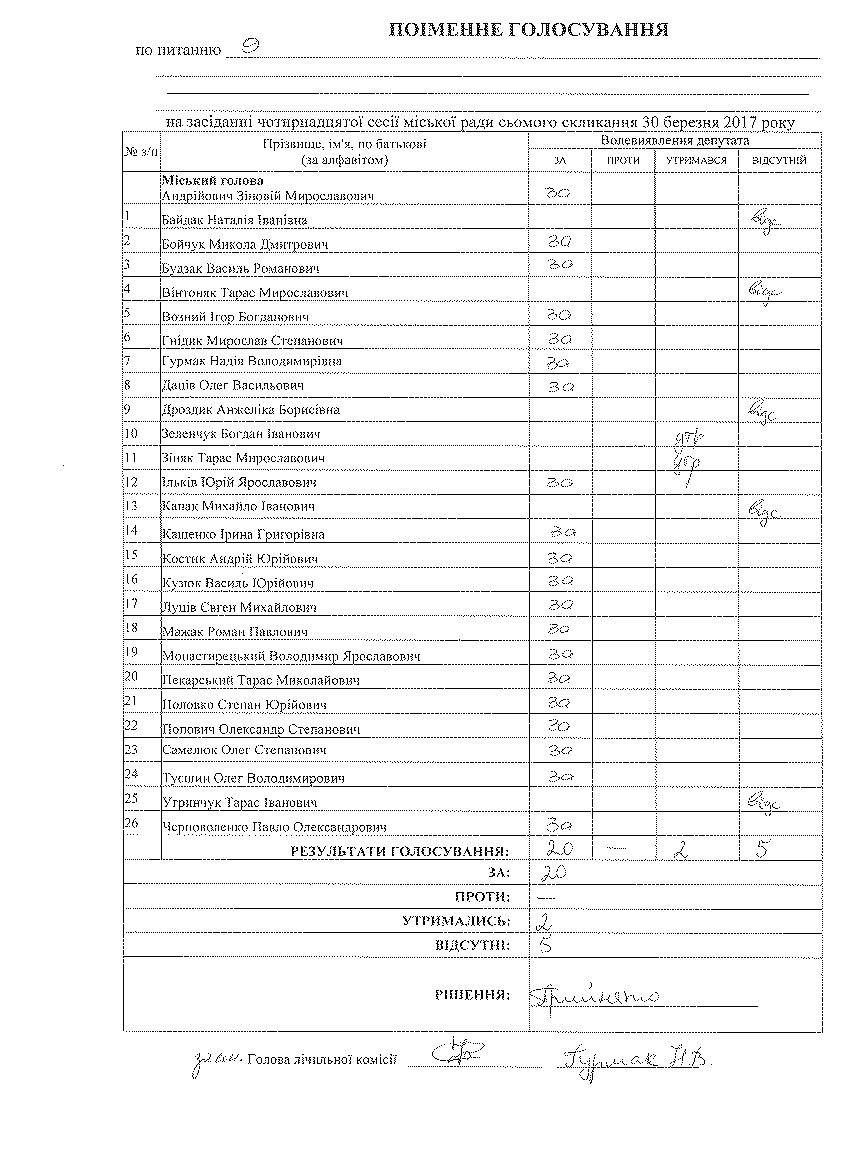 ПОІМЕННЕ ГОЛОСУВАННЯ
по питанню 9
на засіданні чотирнадцятої сесії міської ради сьомого скликання 30 березня 2017 року
№ з/п Прізвище, ім'я, по батькові (за алфавітом) Волевиявлення депутата
ЗА ПРОТИ УТРИМАВСЯ ВІДСУТНІЙ
Міський голова
Андрійович Зіновій Мирославович За
1 Байдак Наталія Іванівна відс
2 Бойчук Микола Дмитрович За
3 Будзак Василь Романович За
4 Вінтоняк Тарас Мирославович відс
5 Возний Ігор Богданович За
6 Гнідик Мирослав Степанович За
7 Гурмак Надія Володимирівна За
8 Даців Олег Васильович За
9 Дроздик Анжеліка Борисівна відс
10 Зеленчук Богдан Іванович утр
11 Зіняк Тарас Мирославович утр
12 Ільків Юрій Ярославович За
13 Капак Михайло Іванович відс
14 Кащенко Ірина Григорівна За
15 Костик Андрій Юрійович За
16 Кузюк Василь Юрійович За
17 Луців Євген Михайлович За
18 Мажак Роман Павлович За
19 Монастирецький Володимир Ярославович За
20 Пекарський Тарас Миколайович За
21 Половко Степан Юрійович За
22 Попович Олександр Степанович За
23 Самелюк Олег Степанович За
24 Тусшин Олег Володимирович За
25 Угринчук Тарас Іванович відс
26 Черповоленко Павло Олександрович За
РЕЗУЛЬТАТИ ГОЛОСУВАННЯ: 20 — 2 5
ЗА: 20
ПРОТИ: —
УТРИМАЛИСЬ: 2
ВІДСУТНІ: 5
РІШЕННЯ: Прийнято
Голова лічильної комісії Гурмак Н.В.